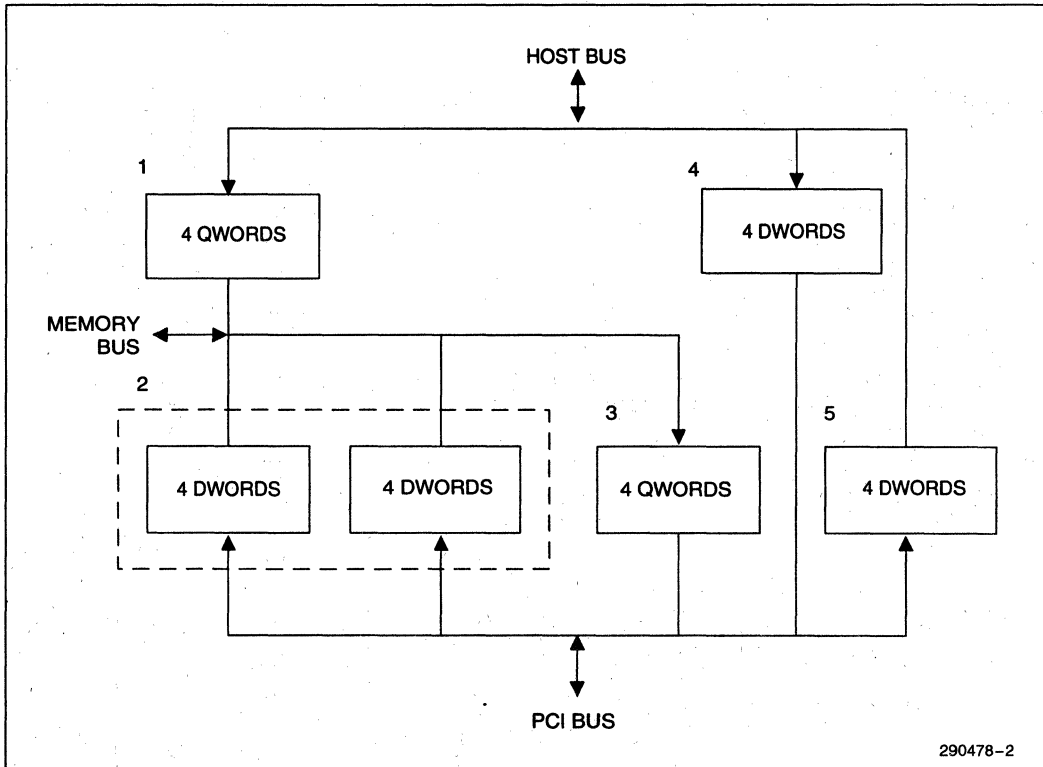 HOST BUS
1
4
4 QWORDS
4 DWORDS
MEMORY
BUS
2
3
5
4 DWORDS
4 DWORDS
4 QWORDS
4 DWORDS
PCI BUS
290478-2